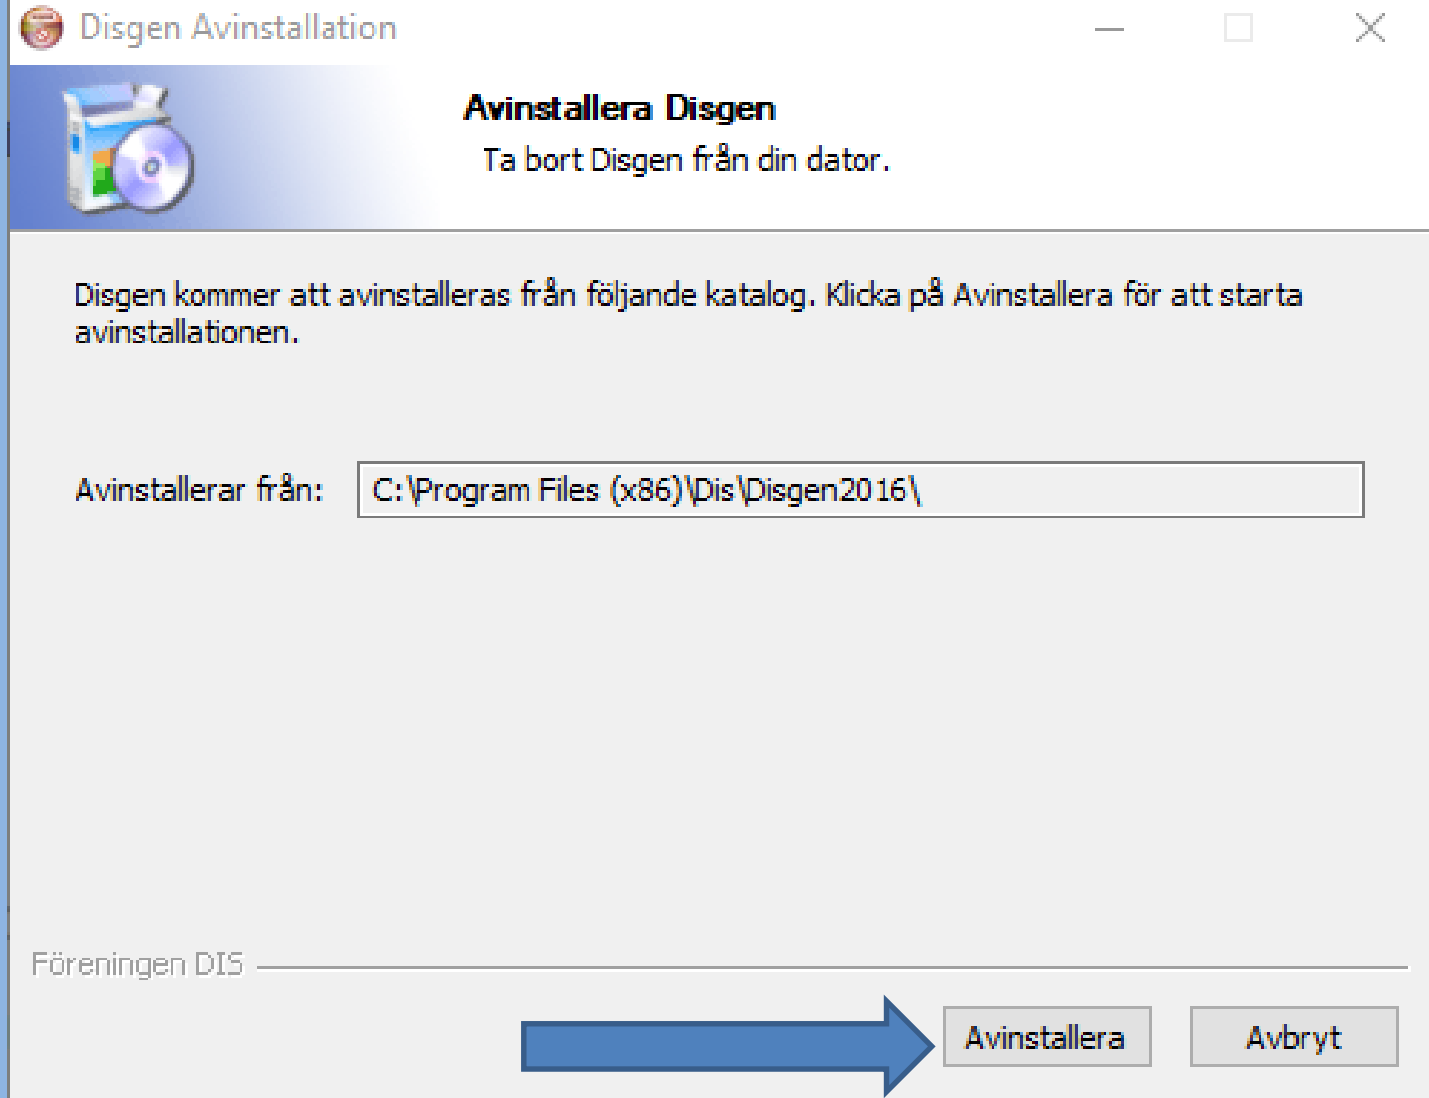 Disgen Avinstallation
Avinstallera Disgen
Ta bort Disgen från din dator.
Disgen kommer att avinstalleras från följande katalog. Klicka på Avinstallera för att starta
avinstallationen.
Avinstallerar från: C:\Program Files (x86)\Dis\Disgen2016\
Föreningen DIS
Avinstallera Avbryt